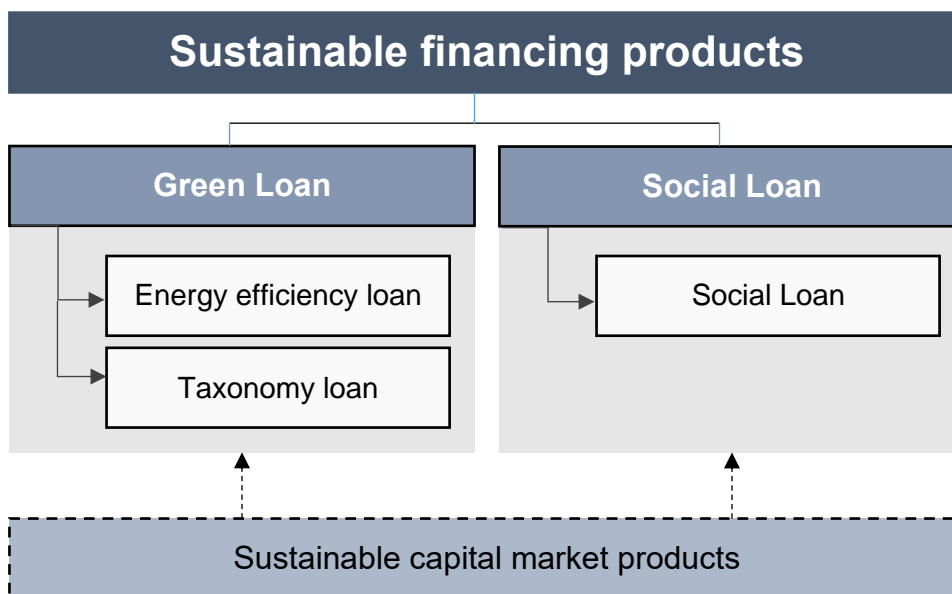 Sustainable financing products
Green Loan
Social Loan
Energy efficiency loan
Social Loan
Taxonomy loan
Sustainable capital market products